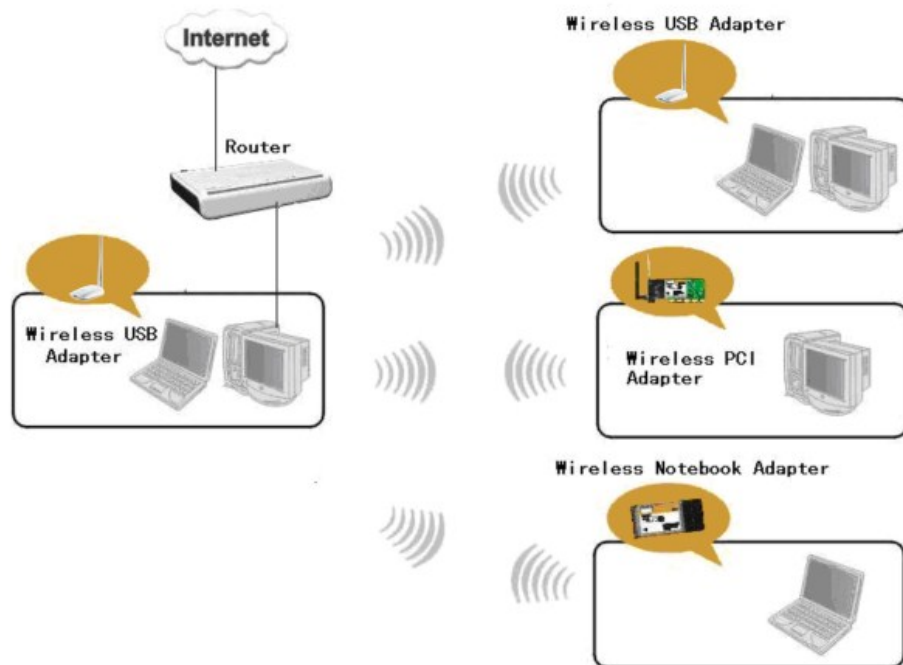 Internet
Router
Wireless USB
Adapter
Wireless USB Adapter
Wireless PCI
Adapter
Wireless Notebook Adapter